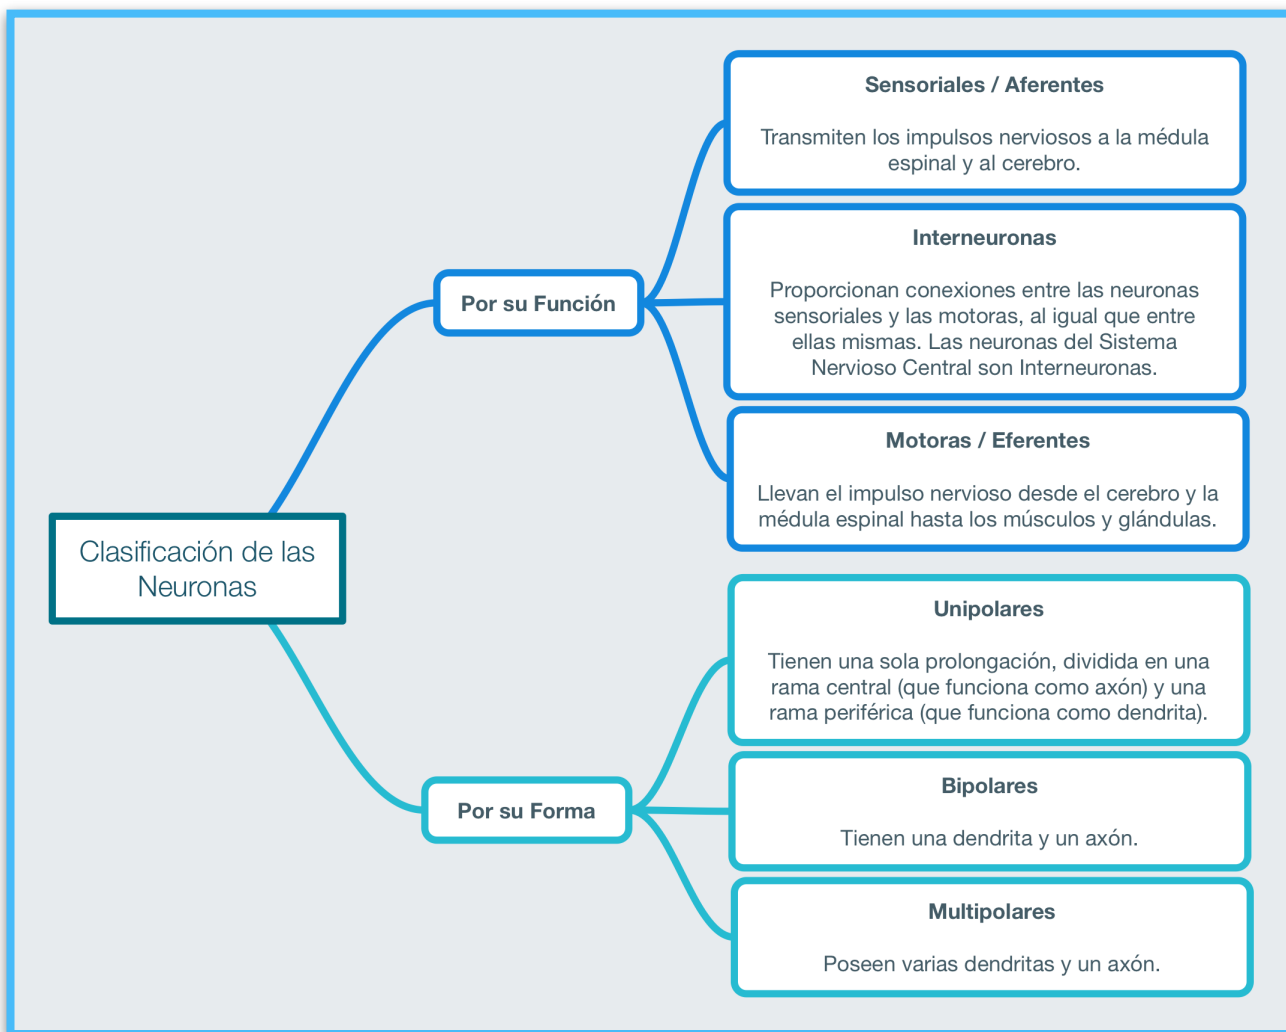 Clasificación de las
Neuronas
Por su Función
Sensoriales / Aferentes
Transmiten los impulsos nerviosos a la médula
espinal y al cerebro.
Interneuronas
Proporcionan conexiones entre las neuronas
sensoriales y las motoras, al igual que entre
ellas mismas. Las neuronas del Sistema
Nervioso Central son Interneuronas.
Motoras / Eferentes
Llevan el impulso nervioso desde el cerebro y la
médula espinal hasta los músculos y glándulas.
Por su Forma
Unipolares
Tienen una sola prolongación, dividida en una
rama central (que funciona como axón) y una
rama periférica (que funciona como dendrita).
Bipolares
Tienen una dendrita y un axón.
Multipolares
Poseen varias dendritas y un axón.